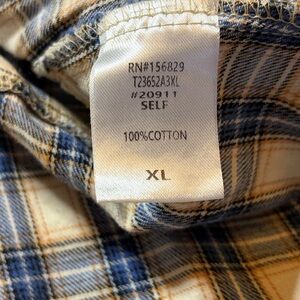 RN#156829
T23652A3XL
#20911
SELF
100%COTTON
XL